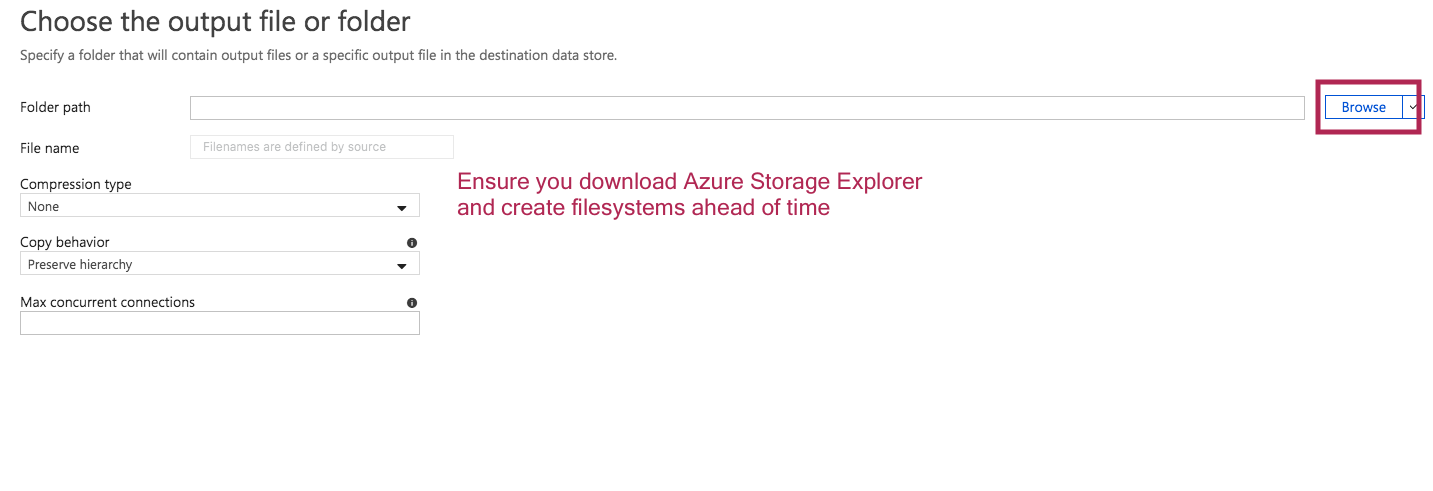 Choose the output file or folder
Specify a folder that will contain output files or a specific output file in the destination data store.
Folder path
Browse
File name
Filenames are defined by source
Compression type
None
Ensure you download Azure Storage Explorer
and create filesystems ahead of time
Copy behavior
Preserve hierarchy
Max concurrent connections